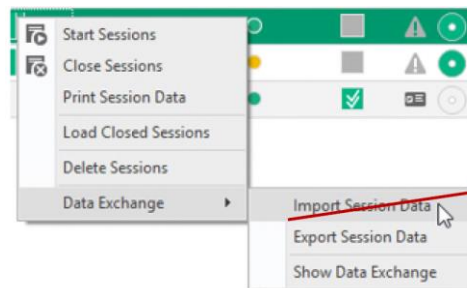 Start Sessions
Close Sessions
Print Session Data
Load Closed Sessions
Delete Sessions
Data Exchange
Import Session Data
Export Session Data
Show Data Exchange